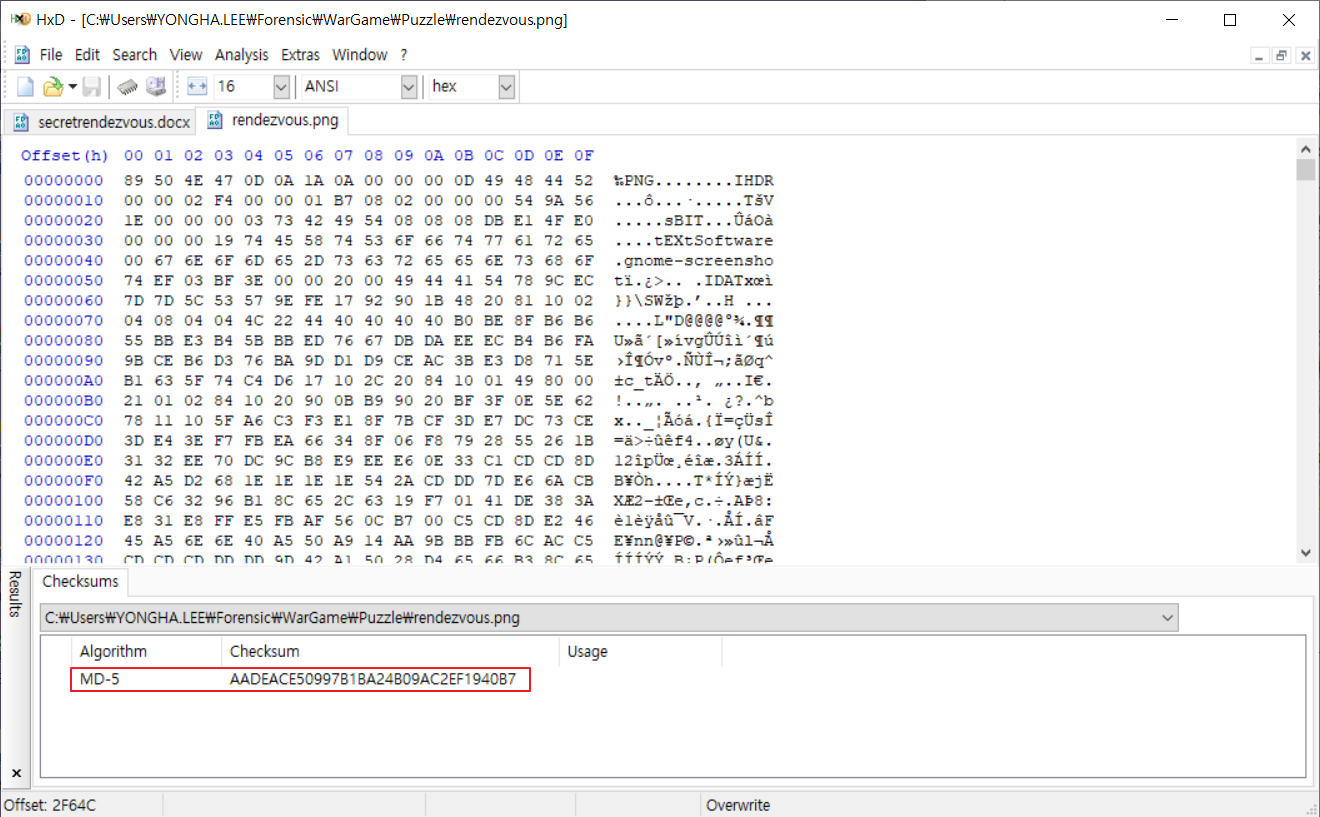 HxD - [C:₩Users₩YONGHA.LEE₩Forensic₩WarGame₩Puzzle₩rendezvous.png]
File Edit Search View Analysis Extras Window ?
16 ANSI hex
secretrendezvous.docx rendezvous.png
Offset(h) 00 01 02 03 04 05 06 07 08 09 0A 0B 0C 0D 0E 0F
00000000 89 50 4E 47 0D 0A 1A 0A 00 00 00 0D 49 48 44 52 ‰PNG........IHDR
00000010 00 00 02 F4 00 00 01 B7 08 02 00 00 00 54 9A 56 ...ô...·.....TšV
00000020 1E 00 00 00 03 73 42 49 54 08 08 08 DB E1 4F E0 .....sBIT...ÛáOà
00000030 00 00 00 19 74 45 58 74 53 6F 66 74 77 61 72 65 ....tEXtSoftware
00000040 00 67 6E 6F 6D 65 2D 73 63 72 65 65 6E 73 68 6F .gnome-screensho
00000050 74 EF 03 BF 3E 00 00 20 00 49 44 41 54 78 9C EC tï.¿>.. .IDATxœì
00000060 7D 7D 5C 53 57 9E FE 17 92 90 1B 48 20 81 10 02 }}\SWžþ.’..H ...
00000070 04 08 04 04 4C 22 44 40 40 40 40 B0 BE 8F B6 B6 ....L"D@@@@°¾.¶¶
00000080 55 BB E3 B4 5B BB ED 76 67 DB DA EE EC B4 B6 FA U»ã´[»ívgÛÚîì´¶ú
00000090 9B CE B6 D3 76 BA 9D D1 D9 CE AC 3B E3 D8 71 5E ›Î¶Óvº.ÑÙÎ¬;ãØq^
000000A0 B1 63 5F 74 C4 D6 17 10 2C 20 84 10 01 49 80 00 ±c_tÄÖ.., „..I€.
000000B0 21 01 02 84 10 20 90 0B B9 90 20 BF 3F 0E 5E 62 !..„. ..¹. ¿?.^b
000000C0 78 11 10 5F A6 C3 F3 E1 8F 7B CF 3D E7 DC 73 CE x.._¦Ãóá.{Ï=çÜsÎ
000000D0 3D E4 3E F7 FB EA 66 34 8F 06 F8 79 28 55 26 1B =ä>÷ûêf4..øy(U&.
000000E0 31 32 EE 70 DC 9C B8 E9 EE E6 0E 33 C1 CD CD 8D 12îpÜœ¸éîæ.3ÁÍÍ.
000000F0 42 A5 D2 68 1E 1E 1E 1E 54 2A CD DD 7D E6 6A CB B¥Òh....T*ÍÝ}æjË
00000100 58 C6 32 96 B1 8C 65 2C 63 19 F7 01 41 DE 38 3A XÆ2–±Œe,c.÷.AÞ8:
00000110 E8 31 E8 FF E5 FB AF 56 0C B7 00 C5 CD 8D E2 46 è1èÿåû¯V.·.ÅÍ.âF
00000120 45 A5 6E 6E 40 A5 50 A9 14 AA 9B BB FB 6C AC C5 E¥nn@¥P©.ª›»ûl¬Å
00000130 CD CD CD DD DD 9D 42 A1 50 28 D4 65 66 B3 8C 65 ÍÍÍÝÝ.B¡P(Ôef³Œe
Results
Checksums
C:₩Users₩YONGHA.LEE₩Forensic₩WarGame₩Puzzle₩rendezvous.png
Algorithm Checksum Usage
MD-5 AADEACE50997B1BA24B09AC2EF1940B7
Offset: 2F64C Overwrite